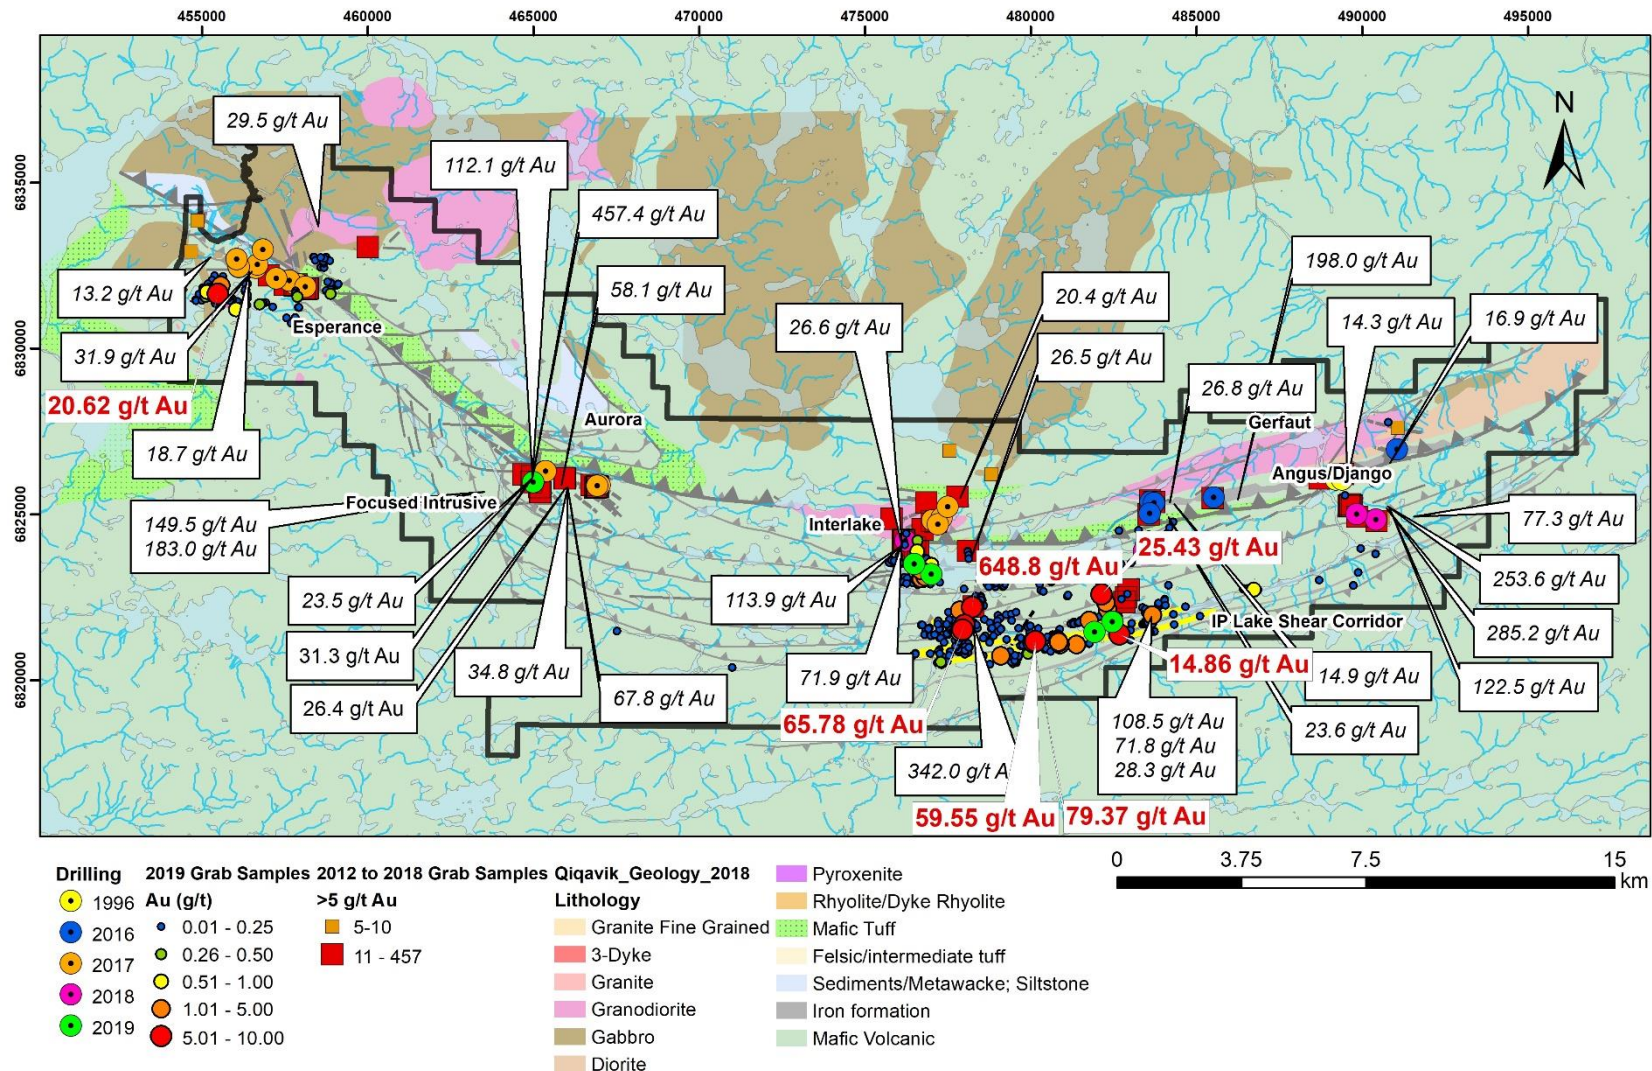 455000 460000 465000 470000 475000 480000 485000 490000 495000
6835000
6830000
6825000
6820000
N
29.5 g/t Au
112.1 g/t Au
457.4 g/t Au
58.1 g/t Au
198.0 g/t Au
20.4 g/t Au
14.3 g/t Au
16.9 g/t Au
13.2 g/t Au
26.6 g/t Au
Esperance
31.9 g/t Au
26.5 g/t Au
26.8 g/t Au
20.62 g/t Au
Aurora
Gerfaut
18.7 g/t Au
Angus/Django
Focused Intrusive
Interlake
149.5 g/t Au
183.0 g/t Au
77.3 g/t Au
25.43 g/t Au
648.8 g/t Au
253.6 g/t Au
23.5 g/t Au
113.9 g/t Au
IP Lake Shear Corridor
285.2 g/t Au
31.3 g/t Au
34.8 g/t Au
71.9 g/t Au
14.86 g/t Au
14.9 g/t Au
122.5 g/t Au
26.4 g/t Au
67.8 g/t Au
65.78 g/t Au
108.5 g/t Au
71.8 g/t Au
28.3 g/t Au
23.6 g/t Au
342.0 g/t A
59.55 g/t Au
79.37 g/t Au
0 3.75 7.5 15
km
Drilling
1996
2016
2017
2018
2019
2019 Grab Samples
Au (g/t)
0.01 - 0.25
0.26 - 0.50
0.51 - 1.00
1.01 - 5.00
5.01 - 10.00
2012 to 2018 Grab Samples
>5 g/t Au
5-10
11 - 457
Qiqavik_Geology_2018
Lithology
Granite Fine Grained
3-Dyke
Granite
Granodiorite
Gabbro
Diorite
Pyroxenite
Rhyolite/Dyke Rhyolite
Mafic Tuff
Felsic/intermediate tuff
Sediments/Metawacke; Siltstone
Iron formation
Mafic Volcanic